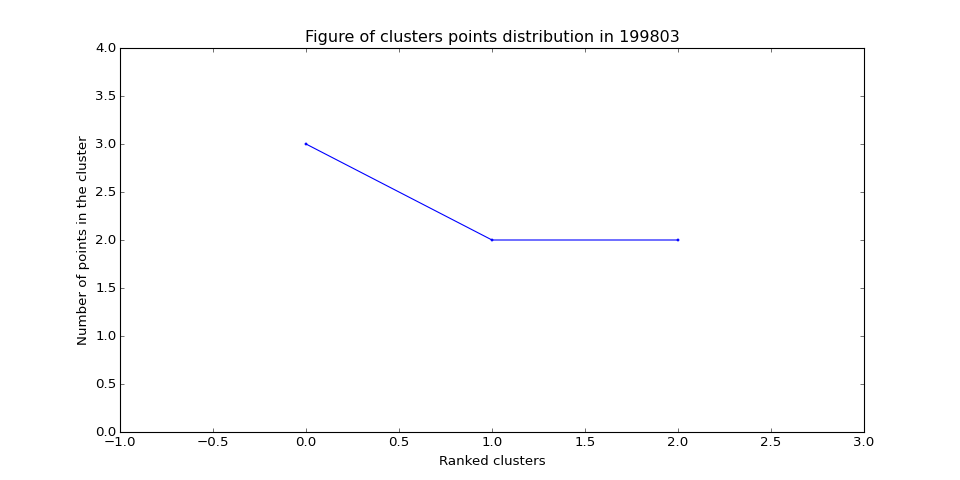 Figure of clusters points distribution in 199803
4.0
3.5
3.0
2.5
2.0
1.5
1.0
0.5
0.0
Number of points in the cluster
−1.0 −0.5 0.0 0.5 1.0 1.5 2.0 2.5 3.0
Ranked clusters